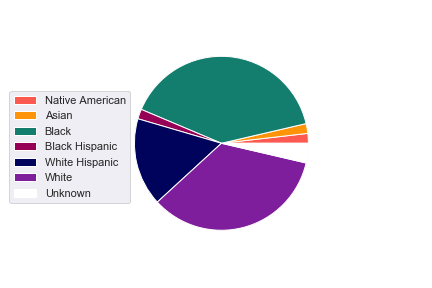 Native American
Asian
Black
Black Hispanic
White Hispanic
White
Unknown